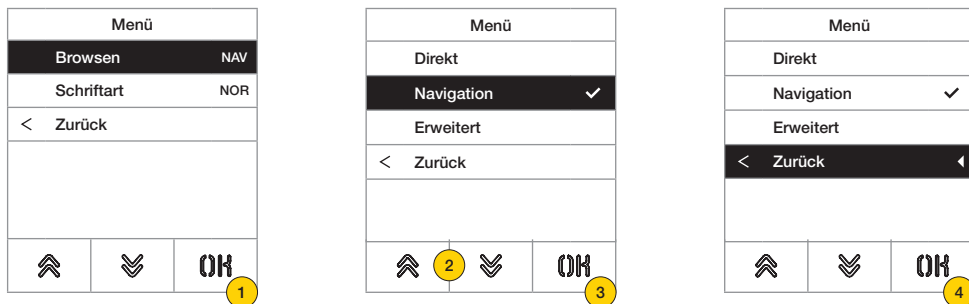 Menü
Browsen NAV
Schriftart NOR
< Zurück
OK
1
Menü
Direkt
Navigation ✓
Erweitert
< Zurück
2
OK
3
Menü
Direkt
Navigation ✓
Erweitert
< Zurück
OK
4